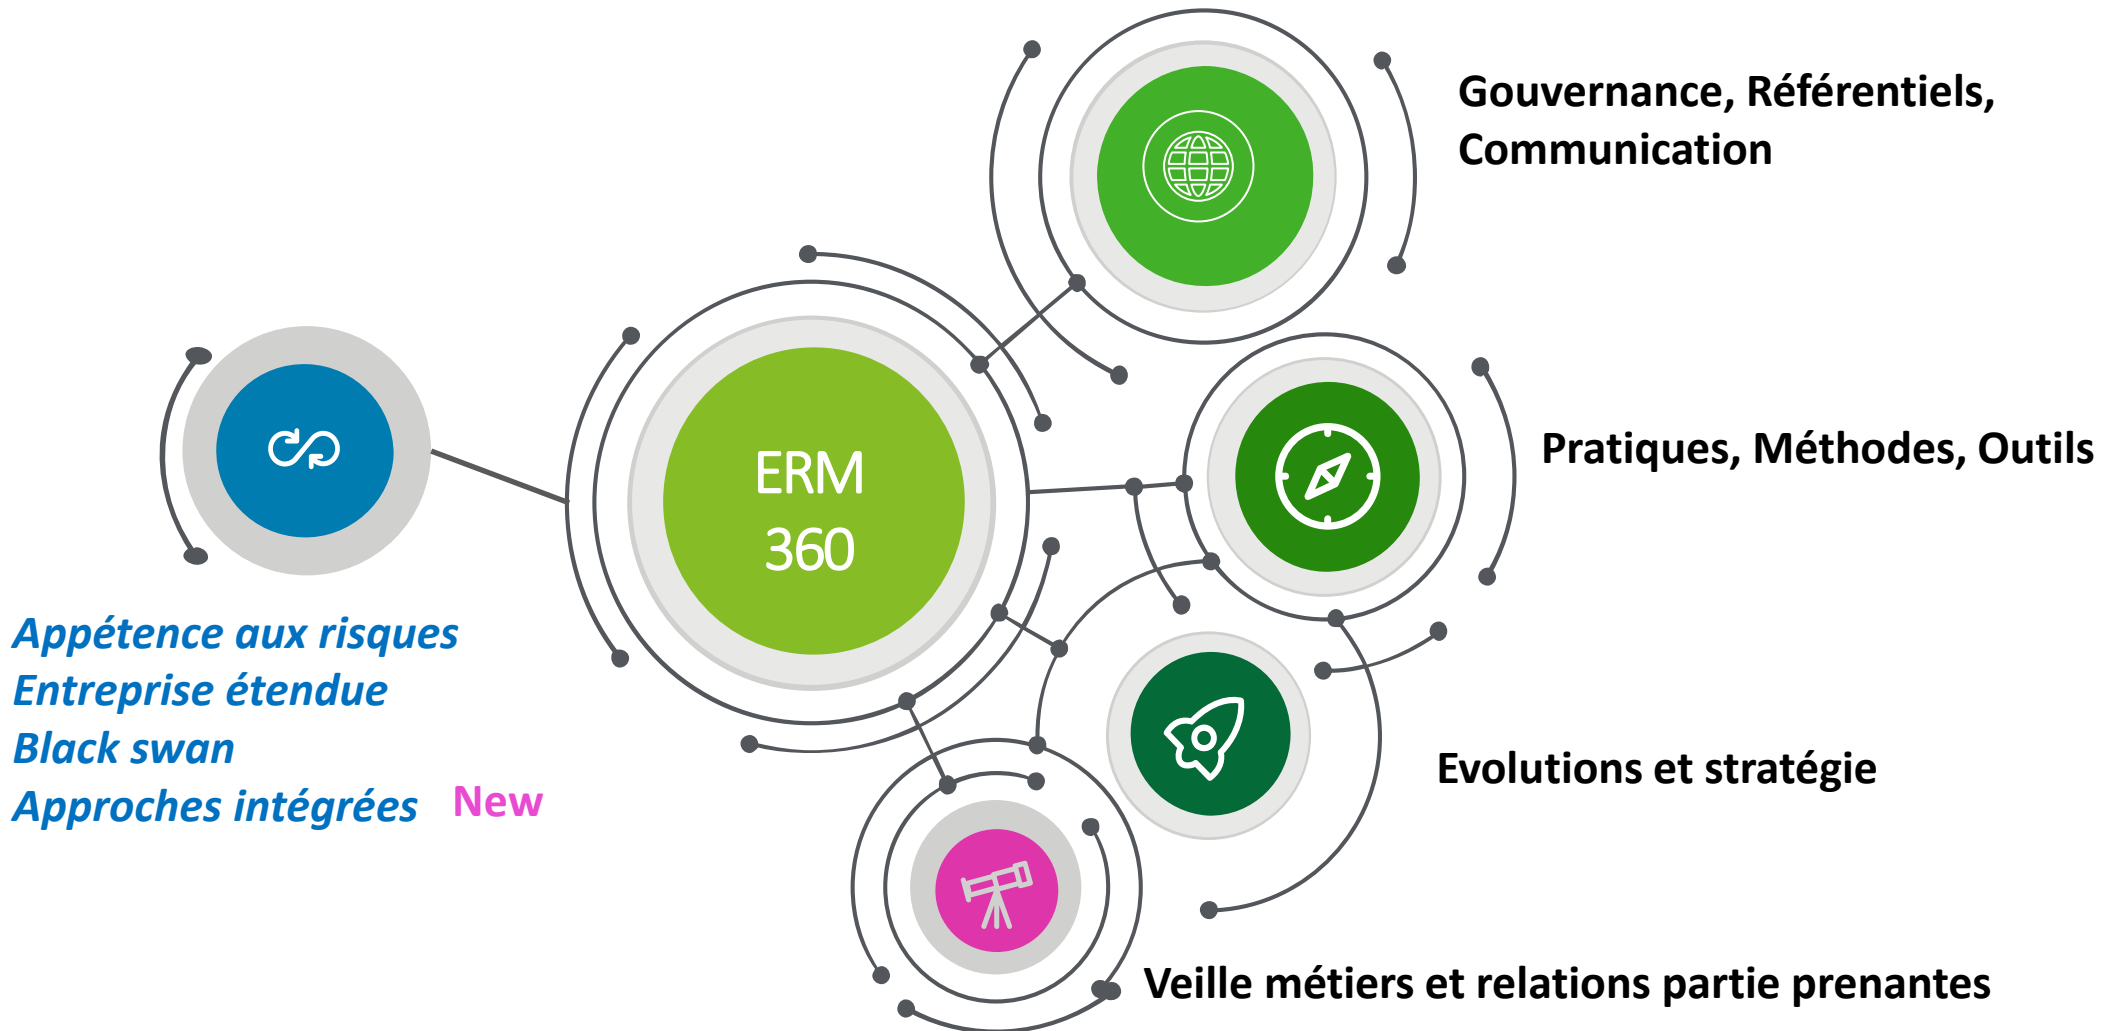 Gouvernance, Référentiels,
Communication
ERM
360
Pratiques, Méthodes, Outils
Appétence aux risques
Entreprise étendue
Black swan
Approches intégrées New
Evolutions et stratégie
Veille métiers et relations partie prenantes